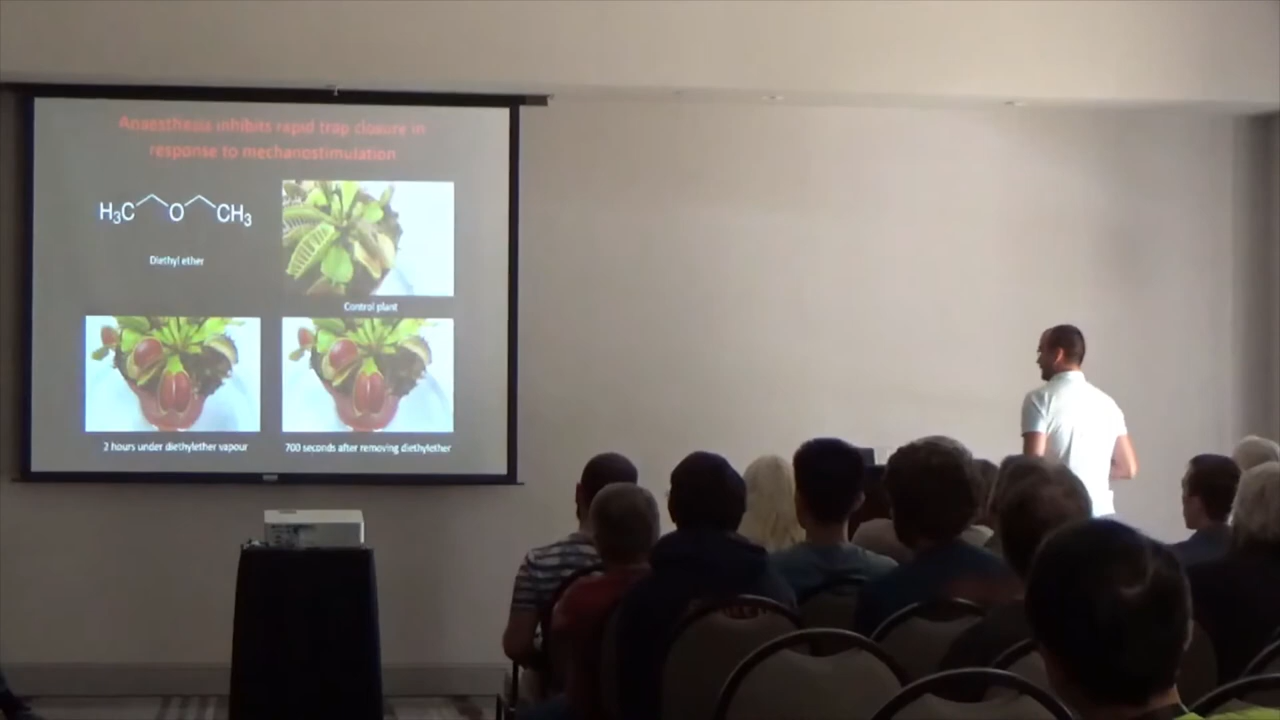 Anaesthesia inhibits rapid trap closure in
response to mechanostimulation
H₃C O CH₃
Diethyl ether
Control plant
2 hours under diethylether vapour
700 seconds after removing diethylether